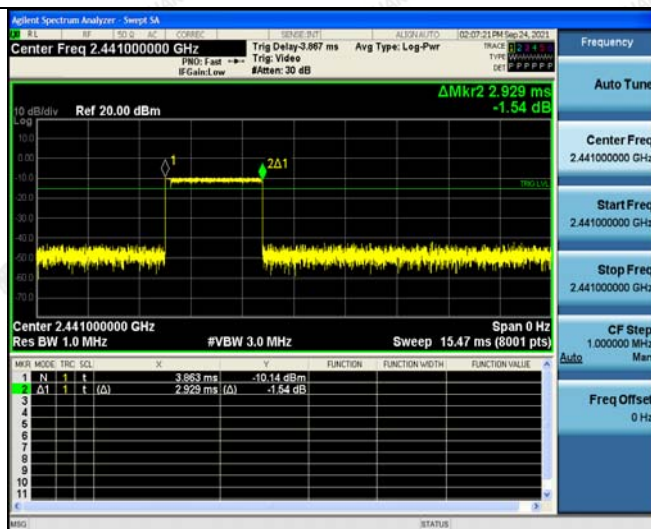 Agilent Spectrum Analyzer - Swept SA
RL RF 50 Ω AC CORREC SENSE:INT ALIGN AUTO 02:07:21 PM Sep 24, 2021
Center Freq 2.441000000 GHz
PNO: Fast
IFGain:Low
Trig Delay-3.867 ms
Trig: Video
#Atten: 30 dB
Avg Type: Log-Pwr
TRACE 1 2 3 4 5 6
TYPE
DET P P P P P P
Frequency
ΔMkr2 2.929 ms
-1.54 dB
10 dB/div Ref 20.00 dBm
Log
10.0
0.00
-10.0
-20.0
-30.0
-40.0
-50.0
-60.0
-70.0
1
2Δ1
TRIG LVL
Center 2.441000000 GHz
Span 0 Hz
Res BW 1.0 MHz
#VBW 3.0 MHz
Sweep 15.47 ms (8001 pts)
MKR MODE TRC SCL X Y FUNCTION FUNCTION WIDTH FUNCTION VALUE
1 N 1 t 3.863 ms -10.14 dBm
2 Δ1 1 t (Δ) 2.929 ms (Δ) -1.54 dB
3
4
5
6
7
8
9
10
11
MSG
STATUS
Auto Tune
Center Freq
2.441000000 GHz
Start Freq
2.441000000 GHz
Stop Freq
2.441000000 GHz
CF Step
1.000000 MHz
Auto Man
Freq Offset
0 Hz